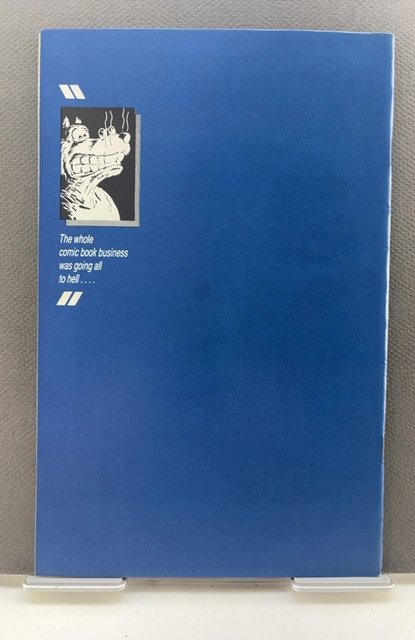 The whole
comic book business
was going all
to hell . . . .